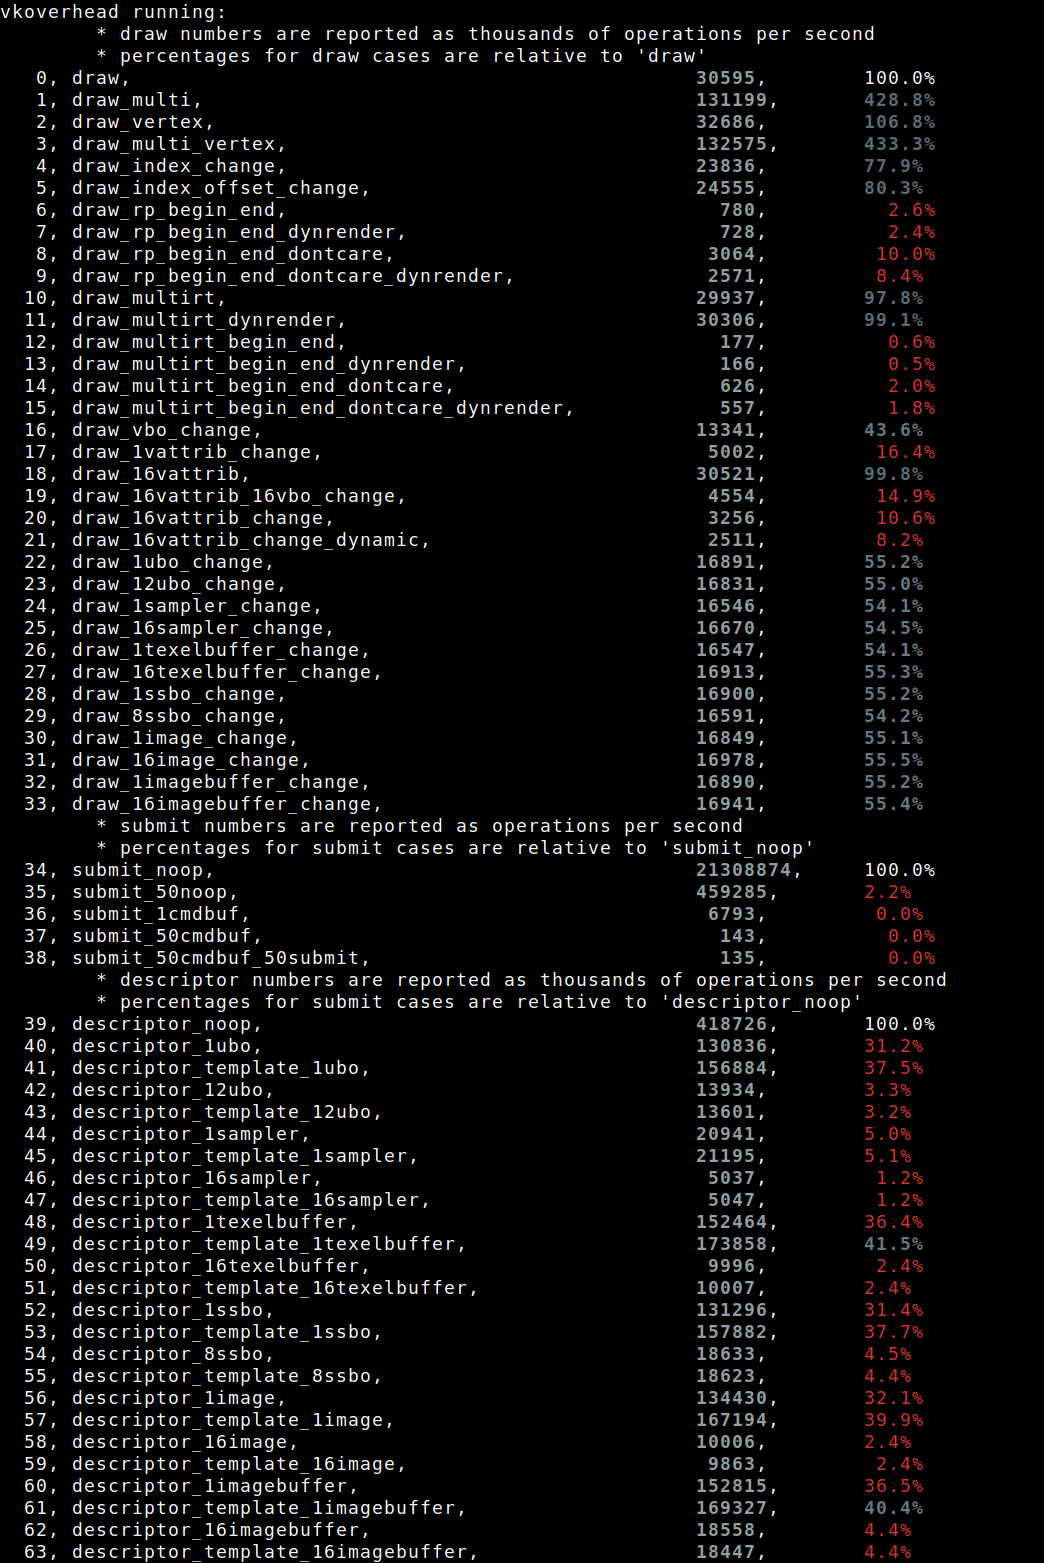 vkoverhead running:
* draw numbers are reported as thousands of operations per second
* percentages for draw cases are relative to 'draw'
0, draw, 30595, 100.0%
1, draw_multi, 131199, 428.8%
2, draw_vertex, 32686, 106.8%
3, draw_multi_vertex, 132575, 433.3%
4, draw_index_change, 23836, 77.9%
5, draw_index_offset_change, 24555, 80.3%
6, draw_rp_begin_end, 780, 2.6%
7, draw_rp_begin_end_dynrender, 728, 2.4%
8, draw_rp_begin_end_dontcare, 3064, 10.0%
9, draw_rp_begin_end_dontcare_dynrender, 2571, 8.4%
10, draw_multirt, 29937, 97.8%
11, draw_multirt_dynrender, 30306, 99.1%
12, draw_multirt_begin_end, 177, 0.6%
13, draw_multirt_begin_end_dynrender, 166, 0.5%
14, draw_multirt_begin_end_dontcare, 626, 2.0%
15, draw_multirt_begin_end_dontcare_dynrender, 557, 1.8%
16, draw_vbo_change, 13341, 43.6%
17, draw_1vattrib_change, 5002, 16.4%
18, draw_16vattrib, 30521, 99.8%
19, draw_16vattrib_16vbo_change, 4554, 14.9%
20, draw_16vattrib_change, 3256, 10.6%
21, draw_16vattrib_change_dynamic, 2511, 8.2%
22, draw_1ubo_change, 16891, 55.2%
23, draw_12ubo_change, 16831, 55.0%
24, draw_1sampler_change, 16546, 54.1%
25, draw_16sampler_change, 16670, 54.5%
26, draw_1texelbuffer_change, 16547, 54.1%
27, draw_16texelbuffer_change, 16913, 55.3%
28, draw_1ssbo_change, 16900, 55.2%
29, draw_8ssbo_change, 16591, 54.2%
30, draw_1image_change, 16849, 55.1%
31, draw_16image_change, 16978, 55.5%
32, draw_1imagebuffer_change, 16890, 55.2%
33, draw_16imagebuffer_change, 16941, 55.4%
* submit numbers are reported as operations per second
* percentages for submit cases are relative to 'submit_noop'
34, submit_noop, 21308874, 100.0%
35, submit_50noop, 459285, 2.2%
36, submit_1cmdbuf, 6793, 0.0%
37, submit_50cmdbuf, 143, 0.0%
38, submit_50cmdbuf_50submit, 135, 0.0%
* descriptor numbers are reported as thousands of operations per second
* percentages for submit cases are relative to 'descriptor_noop'
39, descriptor_noop, 418726, 100.0%
40, descriptor_1ubo, 130836, 31.2%
41, descriptor_template_1ubo, 156884, 37.5%
42, descriptor_12ubo, 13934, 3.3%
43, descriptor_template_12ubo, 13601, 3.2%
44, descriptor_1sampler, 20941, 5.0%
45, descriptor_template_1sampler, 21195, 5.1%
46, descriptor_16sampler, 5037, 1.2%
47, descriptor_template_16sampler, 5047, 1.2%
48, descriptor_1texelbuffer, 152464, 36.4%
49, descriptor_template_1texelbuffer, 173858, 41.5%
50, descriptor_16texelbuffer, 9996, 2.4%
51, descriptor_template_16texelbuffer, 10007, 2.4%
52, descriptor_1ssbo, 131296, 31.4%
53, descriptor_template_1ssbo, 157882, 37.7%
54, descriptor_8ssbo, 18633, 4.5%
55, descriptor_template_8ssbo, 18623, 4.4%
56, descriptor_1image, 134430, 32.1%
57, descriptor_template_1image, 167194, 39.9%
58, descriptor_16image, 10006, 2.4%
59, descriptor_template_16image, 9863, 2.4%
60, descriptor_1imagebuffer, 152815, 36.5%
61, descriptor_template_1imagebuffer, 169327, 40.4%
62, descriptor_16imagebuffer, 18558, 4.4%
63, descriptor_template_16imagebuffer, 18447, 4.4%